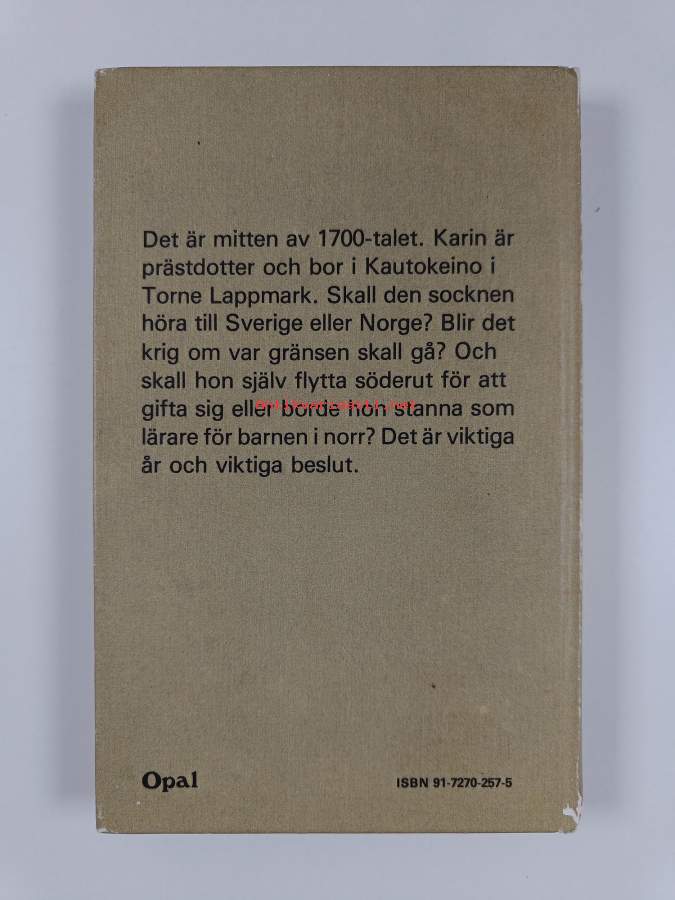 Det är mitten av 1700-talet. Karin är
prästdotter och bor i Kautokeino i
Torne Lappmark. Skall den socknen
höra till Sverige eller Norge? Blir det
krig om var gränsen skall gå? Och
skall hon själv flytta söderut för att
gifta sig eller borde hon stanna som
lärare för barnen i norr? Det är viktiga
år och viktiga beslut.
Opal
ISBN 91-7270-257-5